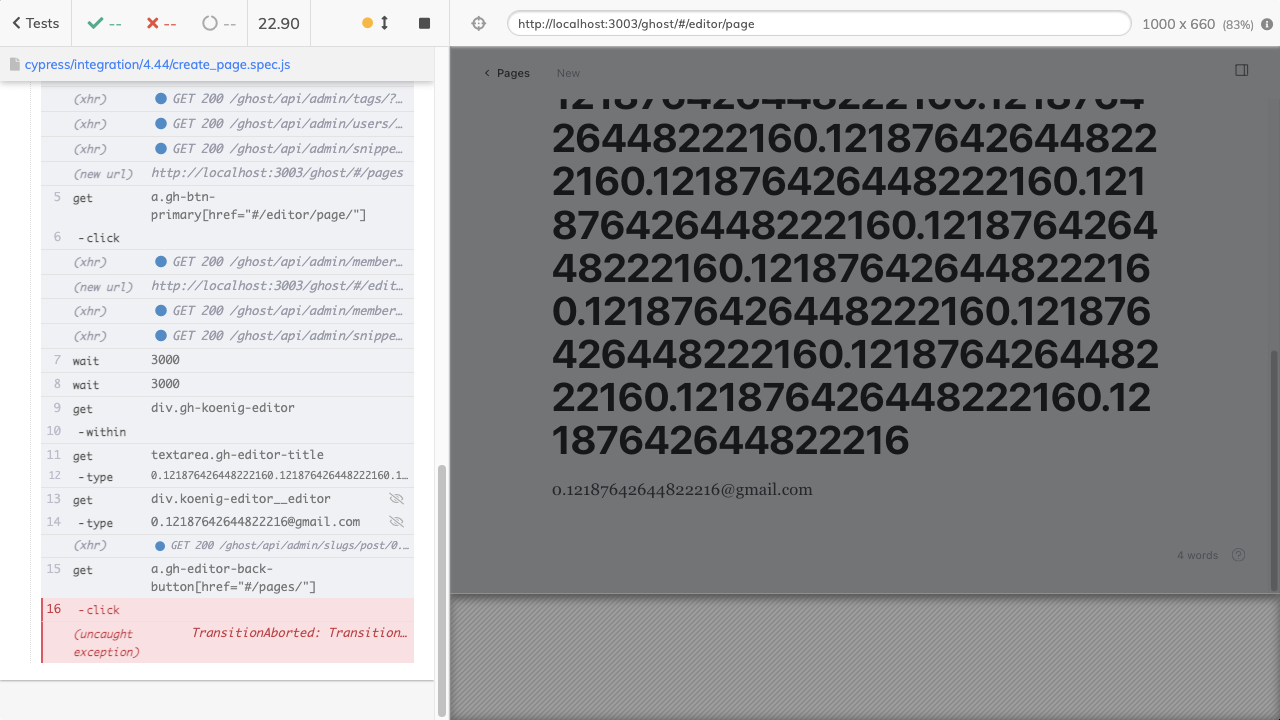 Tests
--
--
--
22.90
http://localhost:3003/ghost/#/editor/page
1000 x 660 (83%)
cypress/integration/4.44/create_page.spec.js
(xhr) GET 200 /ghost/api/admin/tags/?…
(xhr) GET 200 /ghost/api/admin/users/…
(xhr) GET 200 /ghost/api/admin/snippe…
(new url) http://localhost:3003/ghost/#/pages
5 get a.gh-btn-
primary[href="#/editor/page/"]
6 -click
(xhr) GET 200 /ghost/api/admin/member…
(new url) http://localhost:3003/ghost/#/edit…
(xhr) GET 200 /ghost/api/admin/member…
(xhr) GET 200 /ghost/api/admin/snippe…
7 wait 3000
8 wait 3000
9 get div.gh-koenig-editor
10 -within
11 get textarea.gh-editor-title
12 -type 0.121876426448222160.121876426448222160.1…
13 get div.koenig-editor__editor
14 -type 0.12187642644822216@gmail.com
(xhr) GET 200 /ghost/api/admin/slugs/post/0.…
15 get a.gh-editor-back-
button[href="#/pages/"]
16 -click
(uncaught TransitionAborted: Transition…
exception)
Pages
New
121876426448222160.1218764
26448222160.12187642644822
2160.121876426448222160.121
876426448222160.1218764264
48222160.12187642644822216
0.121876426448222160.121876
426448222160.1218764264482
22160.121876426448222160.12
187642644822216
0.12187642644822216@gmail.com
4 words